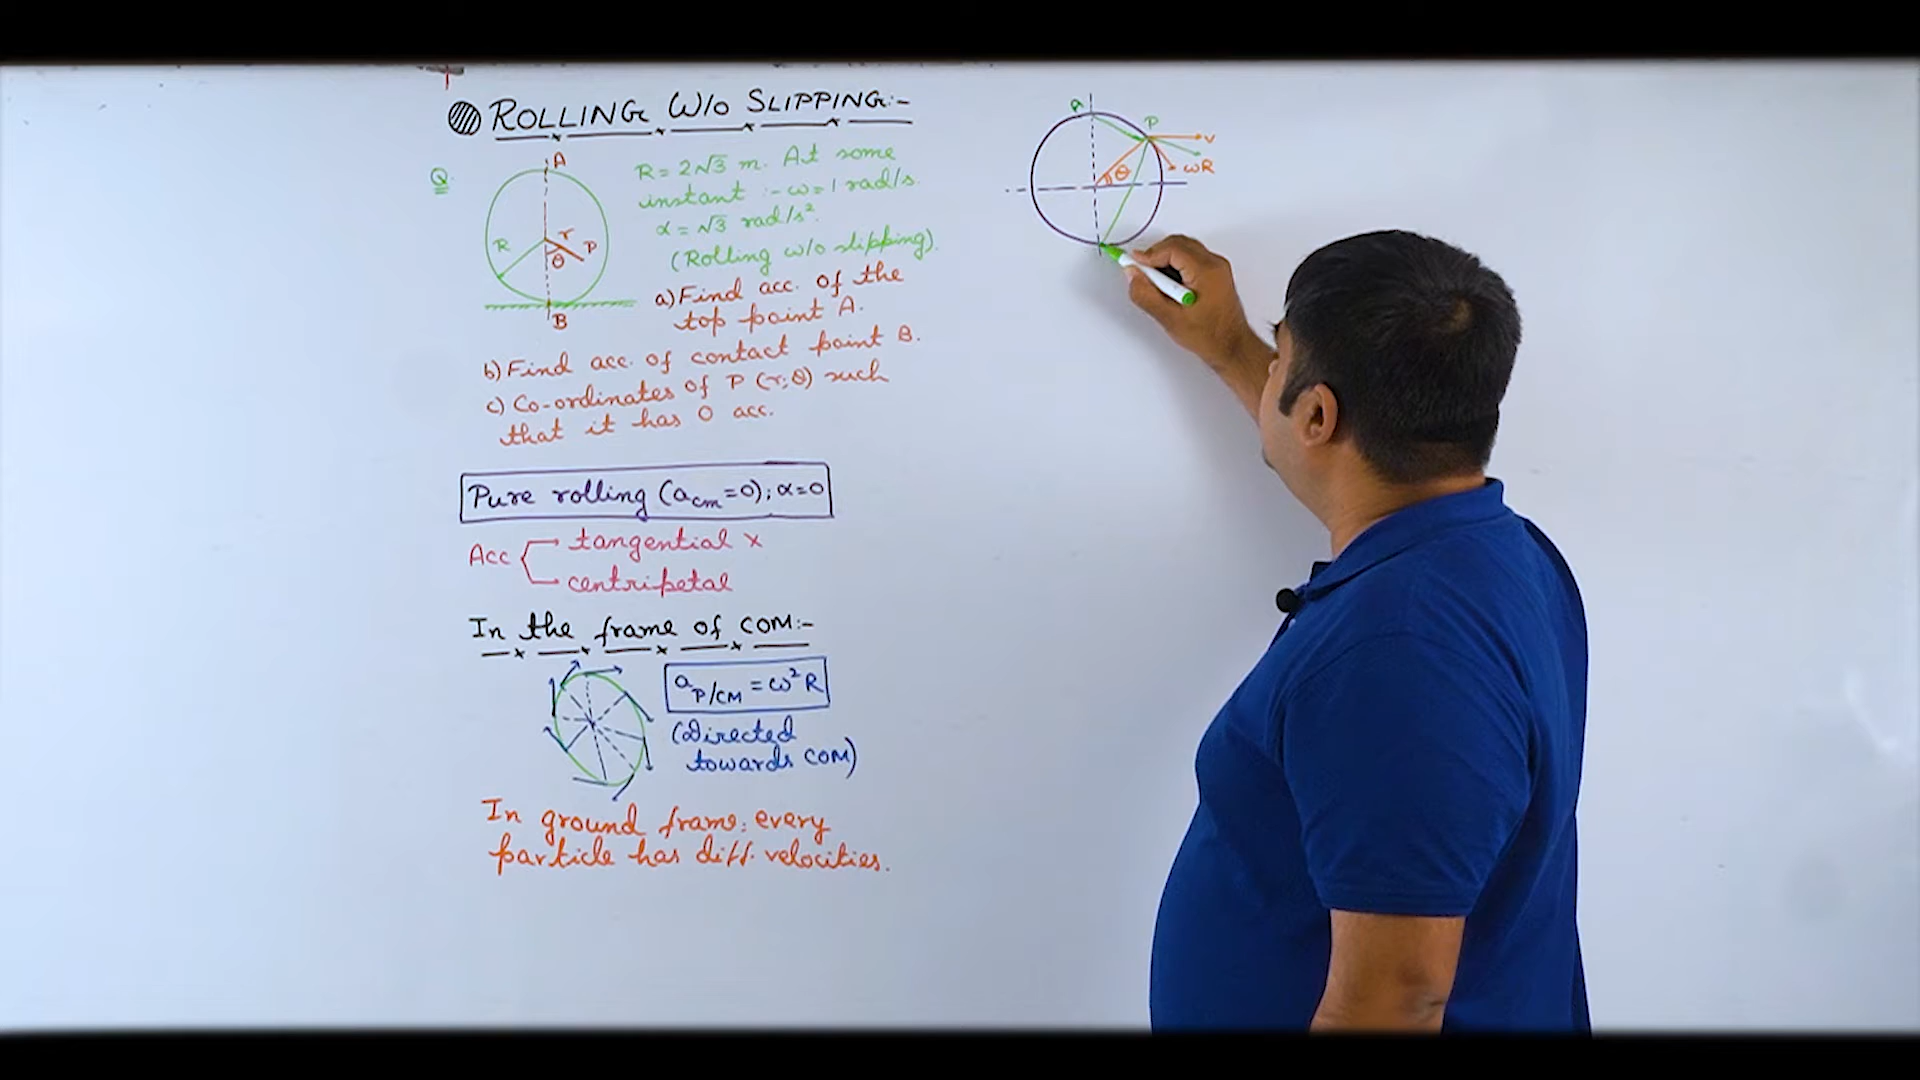 ROLLING W/O SLIPPING:-
Q.
A
R
r
P
θ
B
R = 2√3 m. At some
instant :- ω = 1 rad/s.
α = √3 rad/s².
(Rolling w/o slipping).
a) Find acc. of the
top point A.
b) Find acc. of contact point B.
c) Co-ordinates of P (r, θ) such
that it has 0 acc.
Pure rolling (a_cm = 0); α = 0
Acc
tangential x
centripetal
In the frame of COM:-
a_P/CM = ω²R
(Directed
towards COM)
In ground frame: every
particle has diff. velocities.
P
v
θ
ωR